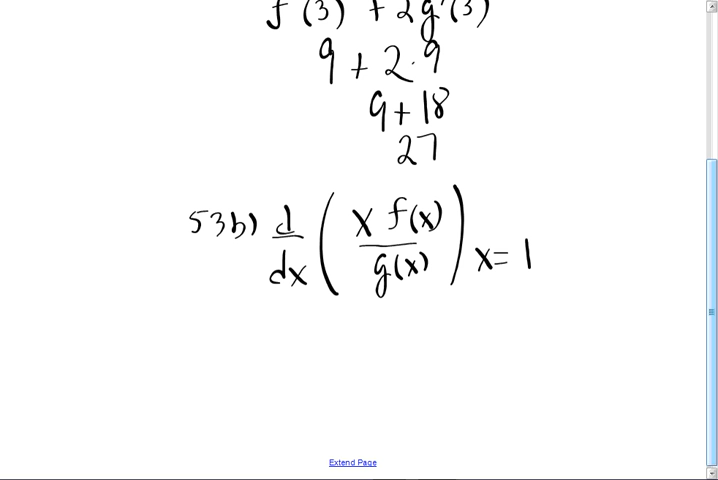 f'(3) + 2g'(3)
9 + 2·9
9 + 18
27
53b) d/dx ( x f(x) / g(x) ) x = 1
Extend Page